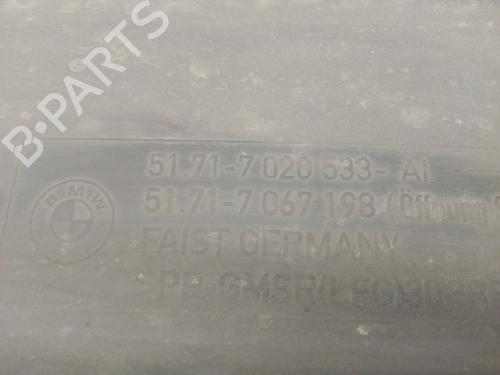 B-PARTS
51.71-7 020 533- AI
51.71-7 067 198 (Öffnung
BMW
FAIST GERMANY